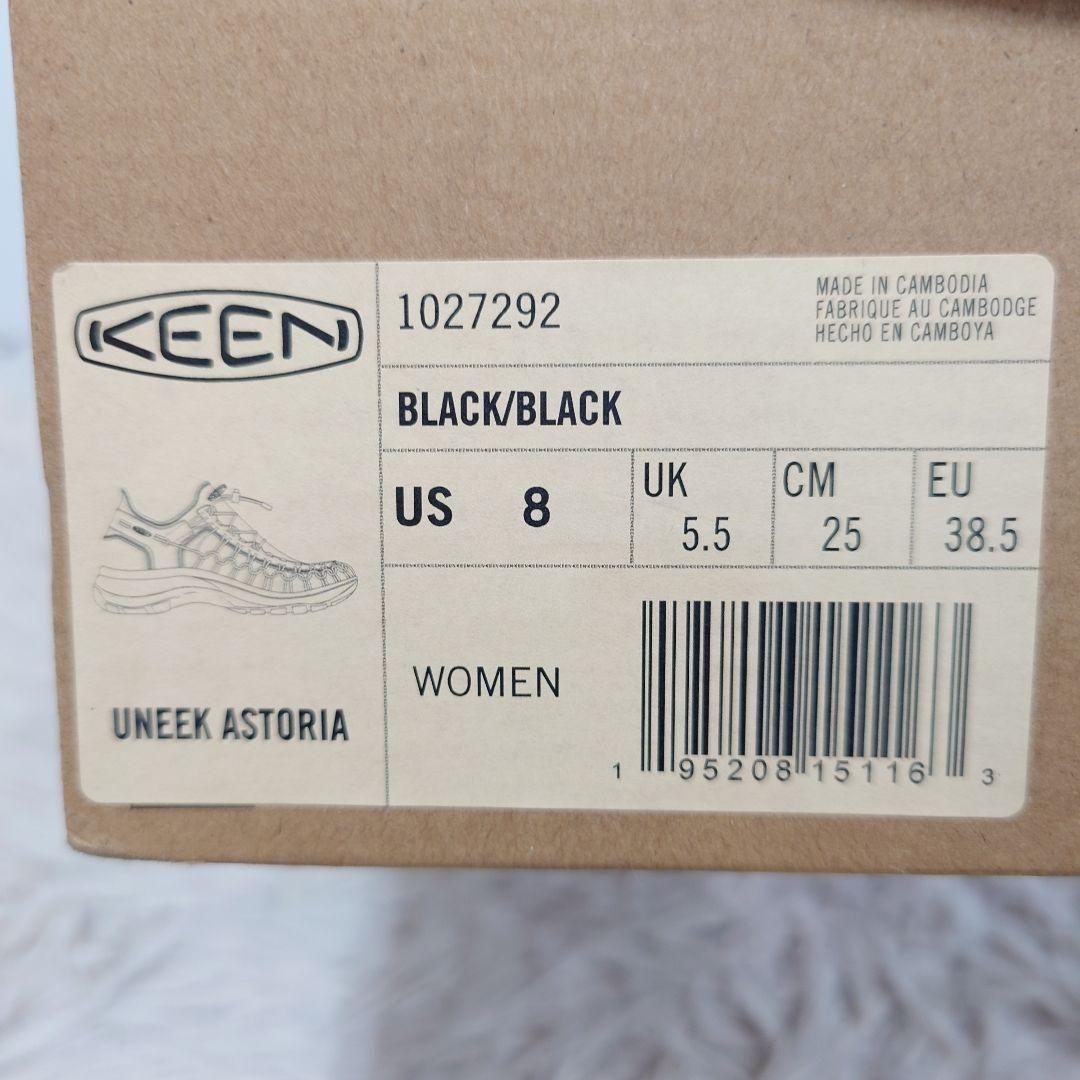 KEEN
1027292
MADE IN CAMBODIA
FABRIQUE AU CAMBODGE
HECHO EN CAMBOYA
BLACK/BLACK
US 8
UK 5.5
CM 25
EU 38.5
UNEEK ASTORIA
WOMEN
1 95208 15116 3